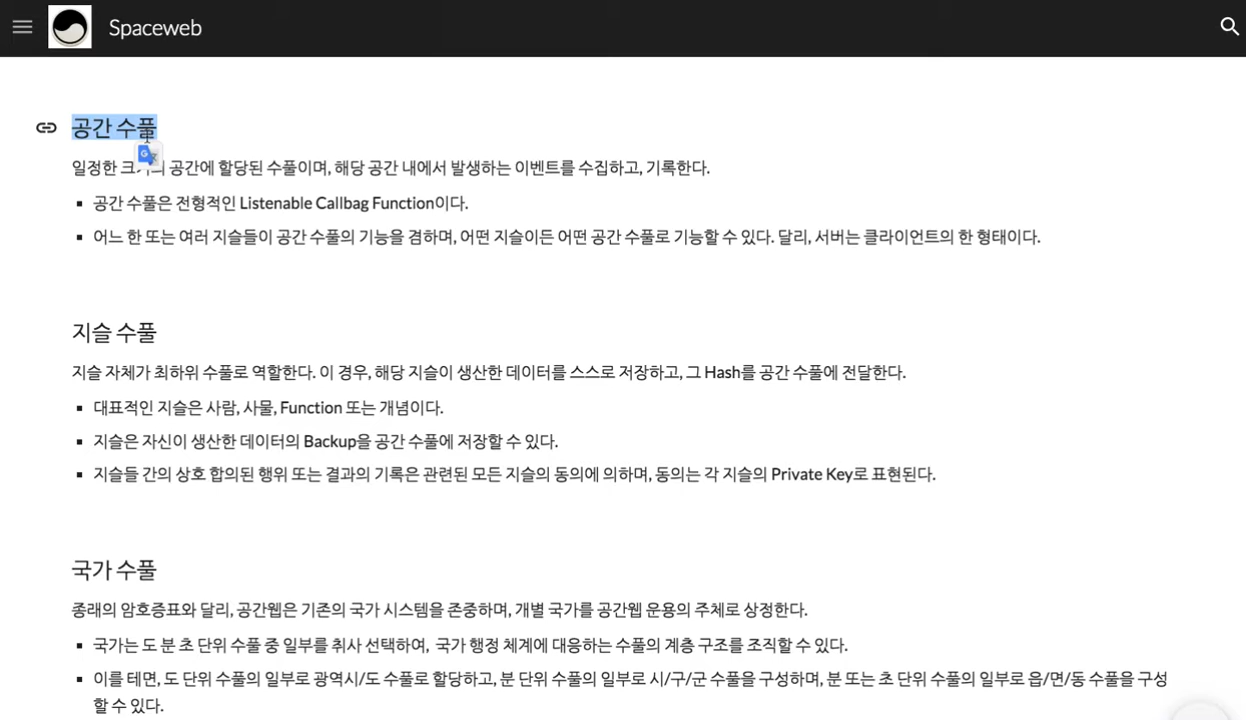 Spaceweb
공간 수풀
일정한 크기의 공간에 할당된 수풀이며, 해당 공간 내에서 발생하는 이벤트를 수집하고, 기록한다.
▪ 공간 수풀은 전형적인 Listenable Callbag Function이다.
▪ 어느 한 또는 여러 지슬들이 공간 수풀의 기능을 겸하며, 어떤 지슬이든 어떤 공간 수풀로 기능할 수 있다. 달리, 서버는 클라이언트의 한 형태이다.
지슬 수풀
지슬 자체가 최하위 수풀로 역할한다. 이 경우, 해당 지슬이 생산한 데이터를 스스로 저장하고, 그 Hash를 공간 수풀에 전달한다.
▪ 대표적인 지슬은 사람, 사물, Function 또는 개념이다.
▪ 지슬은 자신이 생산한 데이터의 Backup을 공간 수풀에 저장할 수 있다.
▪ 지슬들 간의 상호 합의된 행위 또는 결과의 기록은 관련된 모든 지슬의 동의에 의하며, 동의는 각 지슬의 Private Key로 표현된다.
국가 수풀
종래의 암호증표와 달리, 공간웹은 기존의 국가 시스템을 존중하며, 개별 국가를 공간웹 운용의 주체로 상정한다.
▪ 국가는 도 분 초 단위 수풀 중 일부를 취사 선택하여, 국가 행정 체계에 대응하는 수풀의 계층 구조를 조직할 수 있다.
▪ 이를 테면, 도 단위 수풀의 일부로 광역시/도 수풀로 할당하고, 분 단위 수풀의 일부로 시/구/군 수풀을 구성하며, 분 또는 초 단위 수풀의 일부로 읍/면/동 수풀을 구성
할 수 있다.